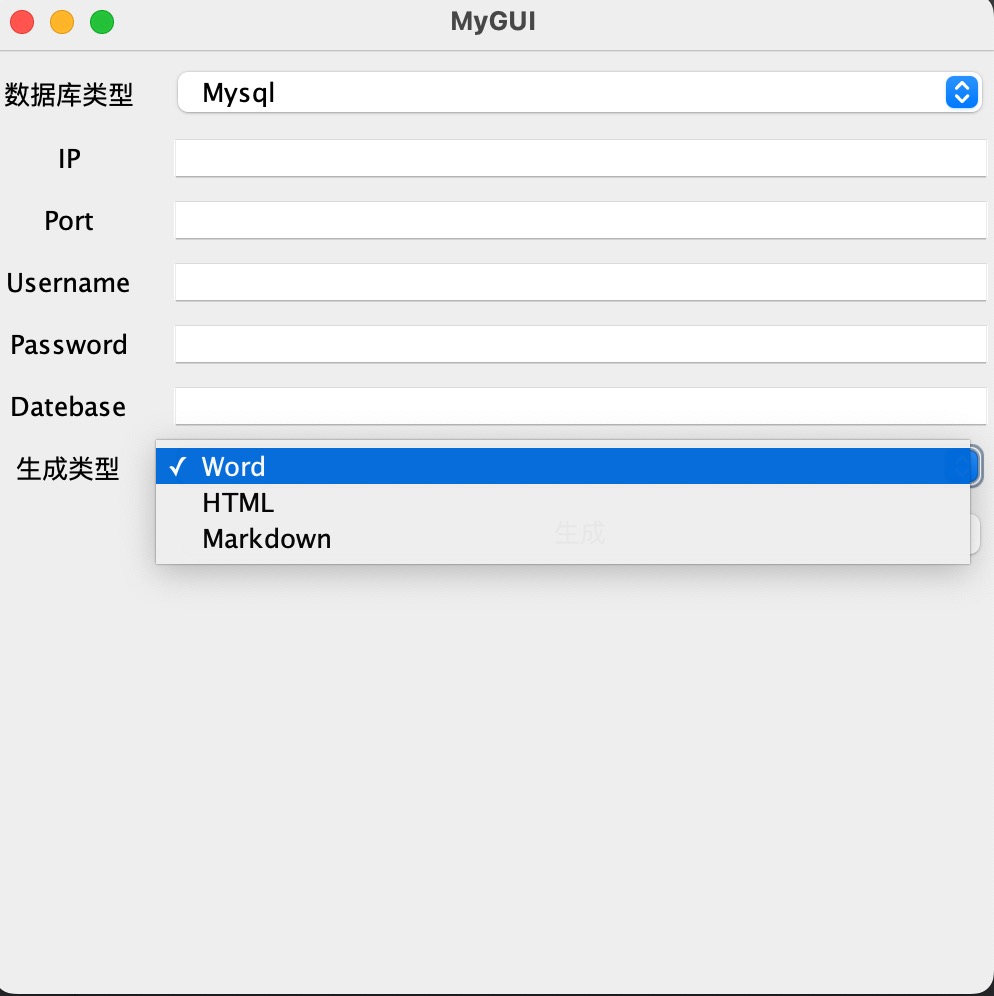 MyGUI
数据库类型 Mysql
IP
Port
Username
Password
Datebase
生成类型 ✓ Word
HTML
Markdown
生成